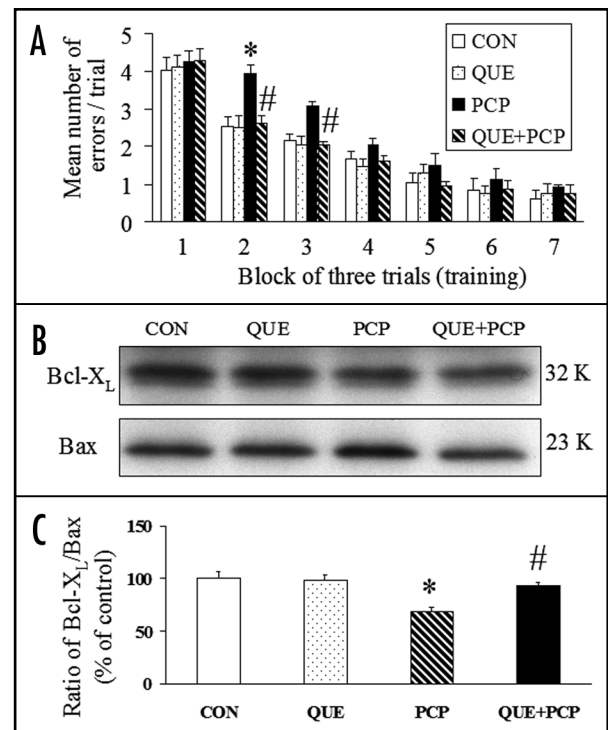 A
Mean number of
errors / trial
5
4
3
2
1
0
*
#
#
CON
QUE
PCP
QUE+PCP
1 2 3 4 5 6 7
Block of three trials (training)
B
CON QUE PCP QUE+PCP
Bcl-XL 32 K
Bax 23 K
C
Ratio of Bcl-XL/Bax
(% of control)
150
100
50
0
*
#
CON QUE PCP QUE+PCP